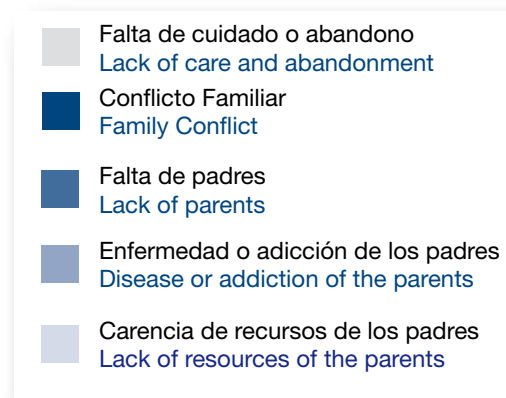 Falta de cuidado o abandono
Lack of care and abandonment
Conflicto Familiar
Family Conflict
Falta de padres
Lack of parents
Enfermedad o adicción de los padres
Disease or addiction of the parents
Carencia de recursos de los padres
Lack of resources of the parents